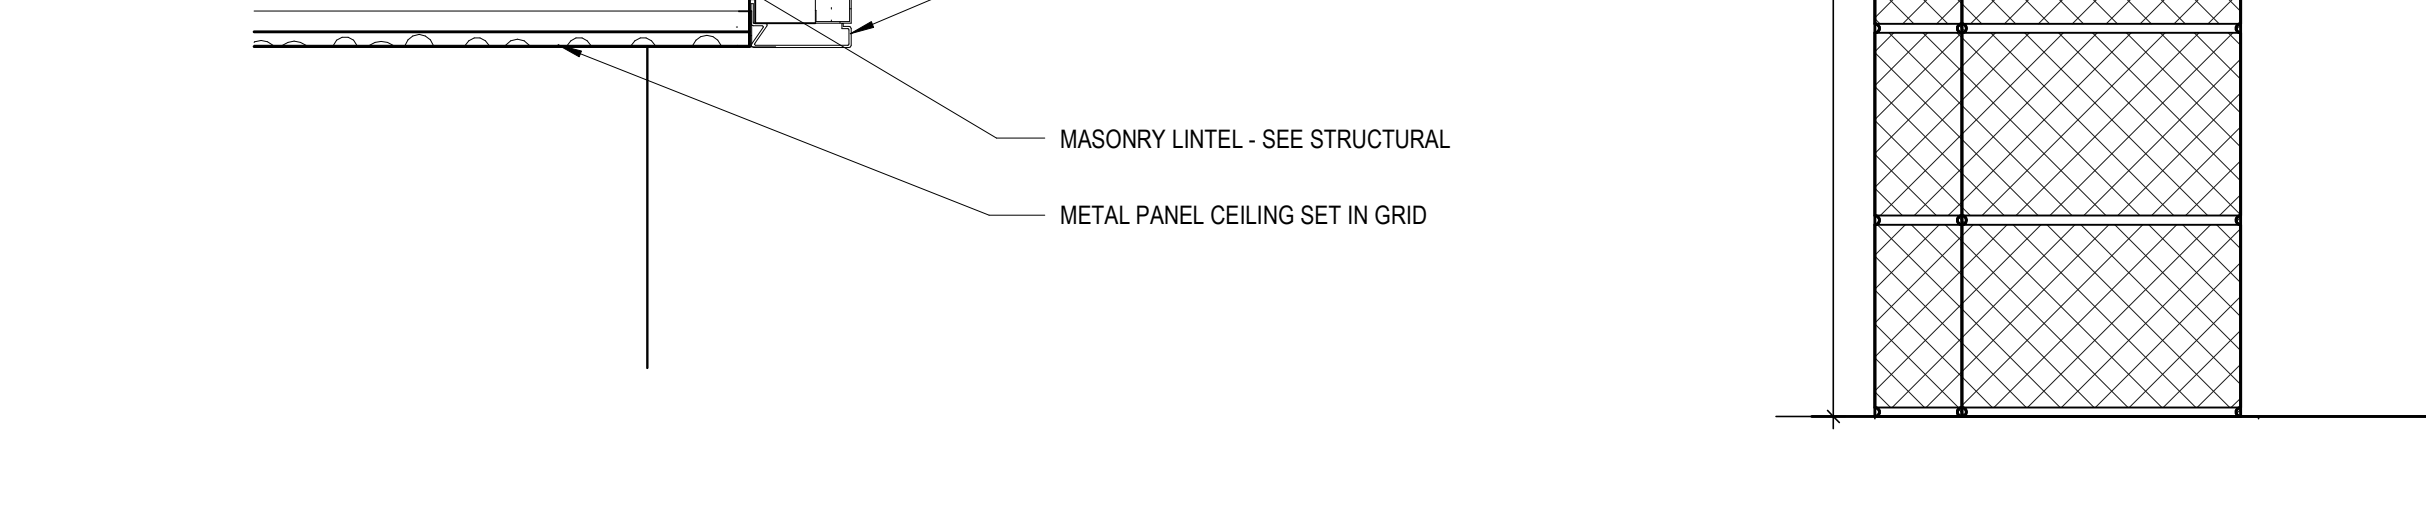 MASONRY LINTEL - SEE STRUCTURAL
METAL PANEL CEILING SET IN GRID